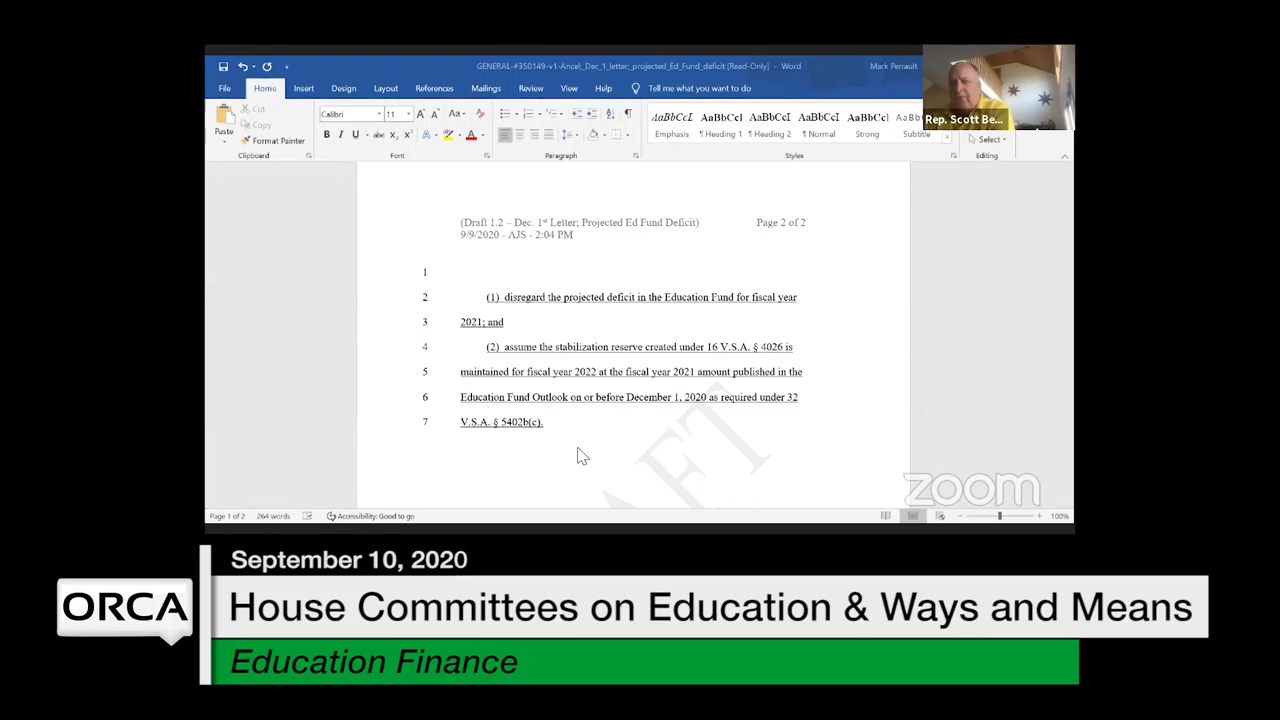 GENERAL-#350149-v1-Ancel_Dec_1_letter;_projected_Ed_Fund_deficit [Read-Only] - Word
Mark Perrault
File Home Insert Design Layout References Mailings Review View Help Tell me what you want to do
Rep. Scott Be...
Paste
Cut
Copy
Format Painter
Calibri 11
AaBbCcL AaBbCcl AaBbCcl AaBbCcl AaBbCc
Emphasis ¶ Heading 1 ¶ Heading 2 ¶ Normal Strong Subtitle
Select
Clipboard Font Paragraph Styles Editing
(Draft 1.2 – Dec. 1st Letter; Projected Ed Fund Deficit) Page 2 of 2
9/9/2020 - AJS - 2:04 PM
1
2 (1) disregard the projected deficit in the Education Fund for fiscal year
3 2021; and
4 (2) assume the stabilization reserve created under 16 V.S.A. § 4026 is
5 maintained for fiscal year 2022 at the fiscal year 2021 amount published in the
6 Education Fund Outlook on or before December 1, 2020 as required under 32
7 V.S.A. § 5402b(c).
AFT
zoom
Page 1 of 2 264 words Accessibility: Good to go 100%
September 10, 2020
ORCA
House Committees on Education & Ways and Means
Education Finance